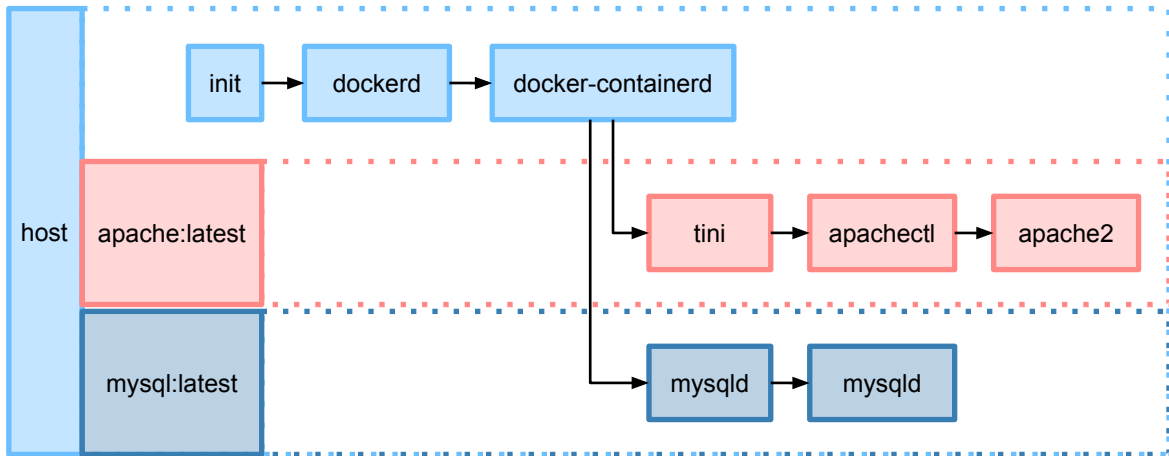 init
dockerd
docker-containerd
host
apache:latest
tini
apachectl
apache2
mysql:latest
mysqld
mysqld